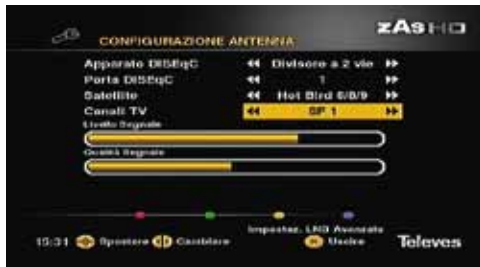 zAs HD
CONFIGURAZIONE ANTENNA
Apparato DISEqC Divisore a 2 vie
Porta DISEqC 1
Satellite Hot Bird 6/8/9
Canali TV SF 1
Livello Segnale
Qualità Segnale
Impostaz. LNB Avanzate
15:31 Spostare Cambiare Uscire Televes